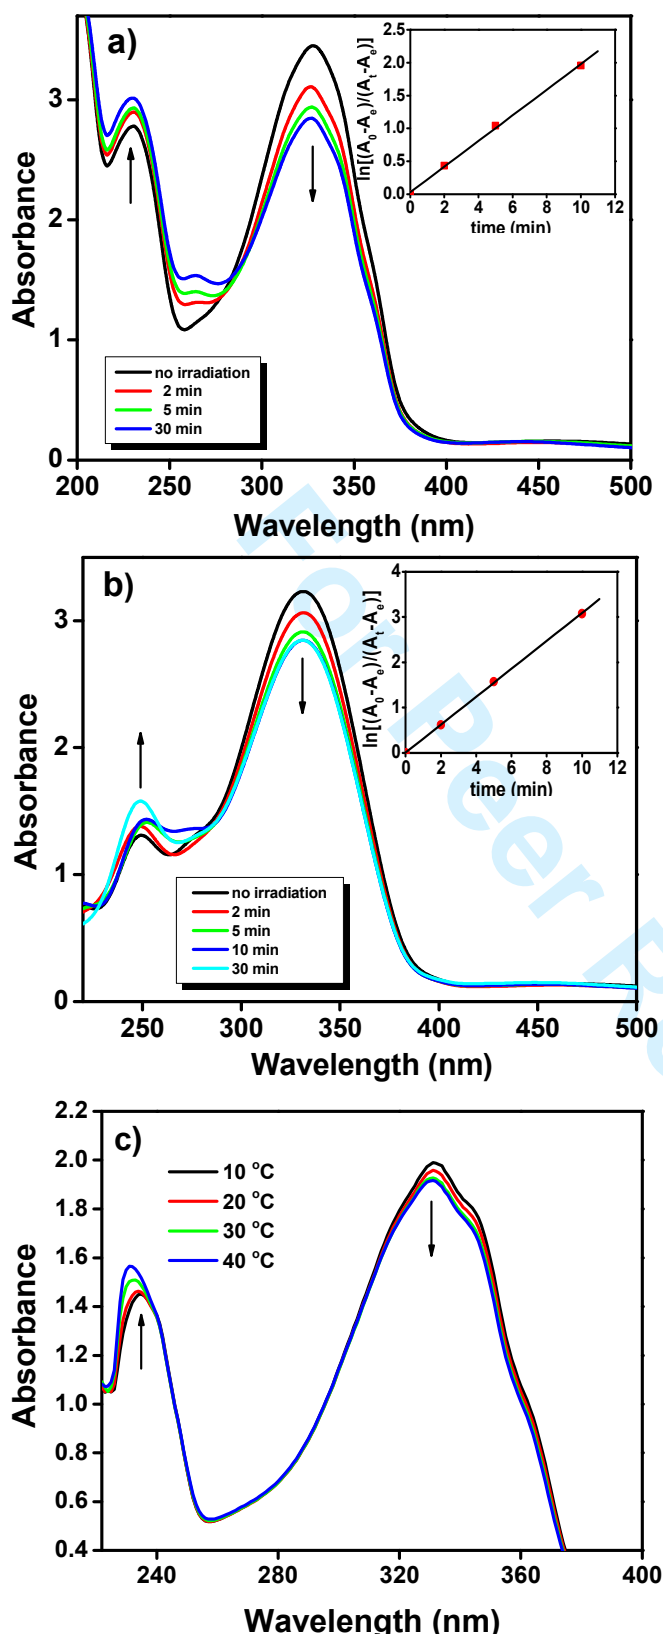 a)
Absorbance
3
2
1
0
200 250 300 350 400 450 500
Wavelength (nm)
no irradiation
2 min
5 min
30 min
ln[(A0-Ae)/(At-Ae)]
2.5
2.0
1.5
1.0
0.5
0.0
0 2 4 6 8 10 12
time (min)
b)
Absorbance
3
2
1
0
250 300 350 400 450 500
Wavelength (nm)
no irradiation
2 min
5 min
10 min
30 min
ln[(A0-Ae)/(At-Ae)]
4
3
2
1
0
0 2 4 6 8 10 12
time (min)
c)
Absorbance
2.2
2.0
1.8
1.6
1.4
1.2
1.0
0.8
0.6
0.4
240 280 320 360 400
Wavelength (nm)
10 °C
20 °C
30 °C
40 °C
For Peer Re